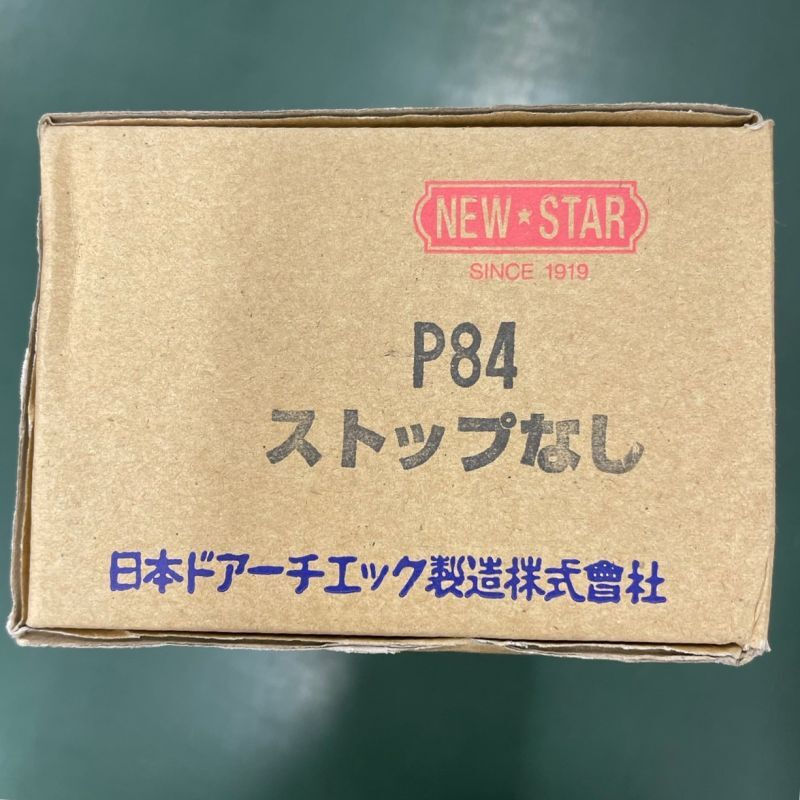 NEW★STAR
SINCE 1919
P84
ストップなし
日本ドアーチエック製造株式會社